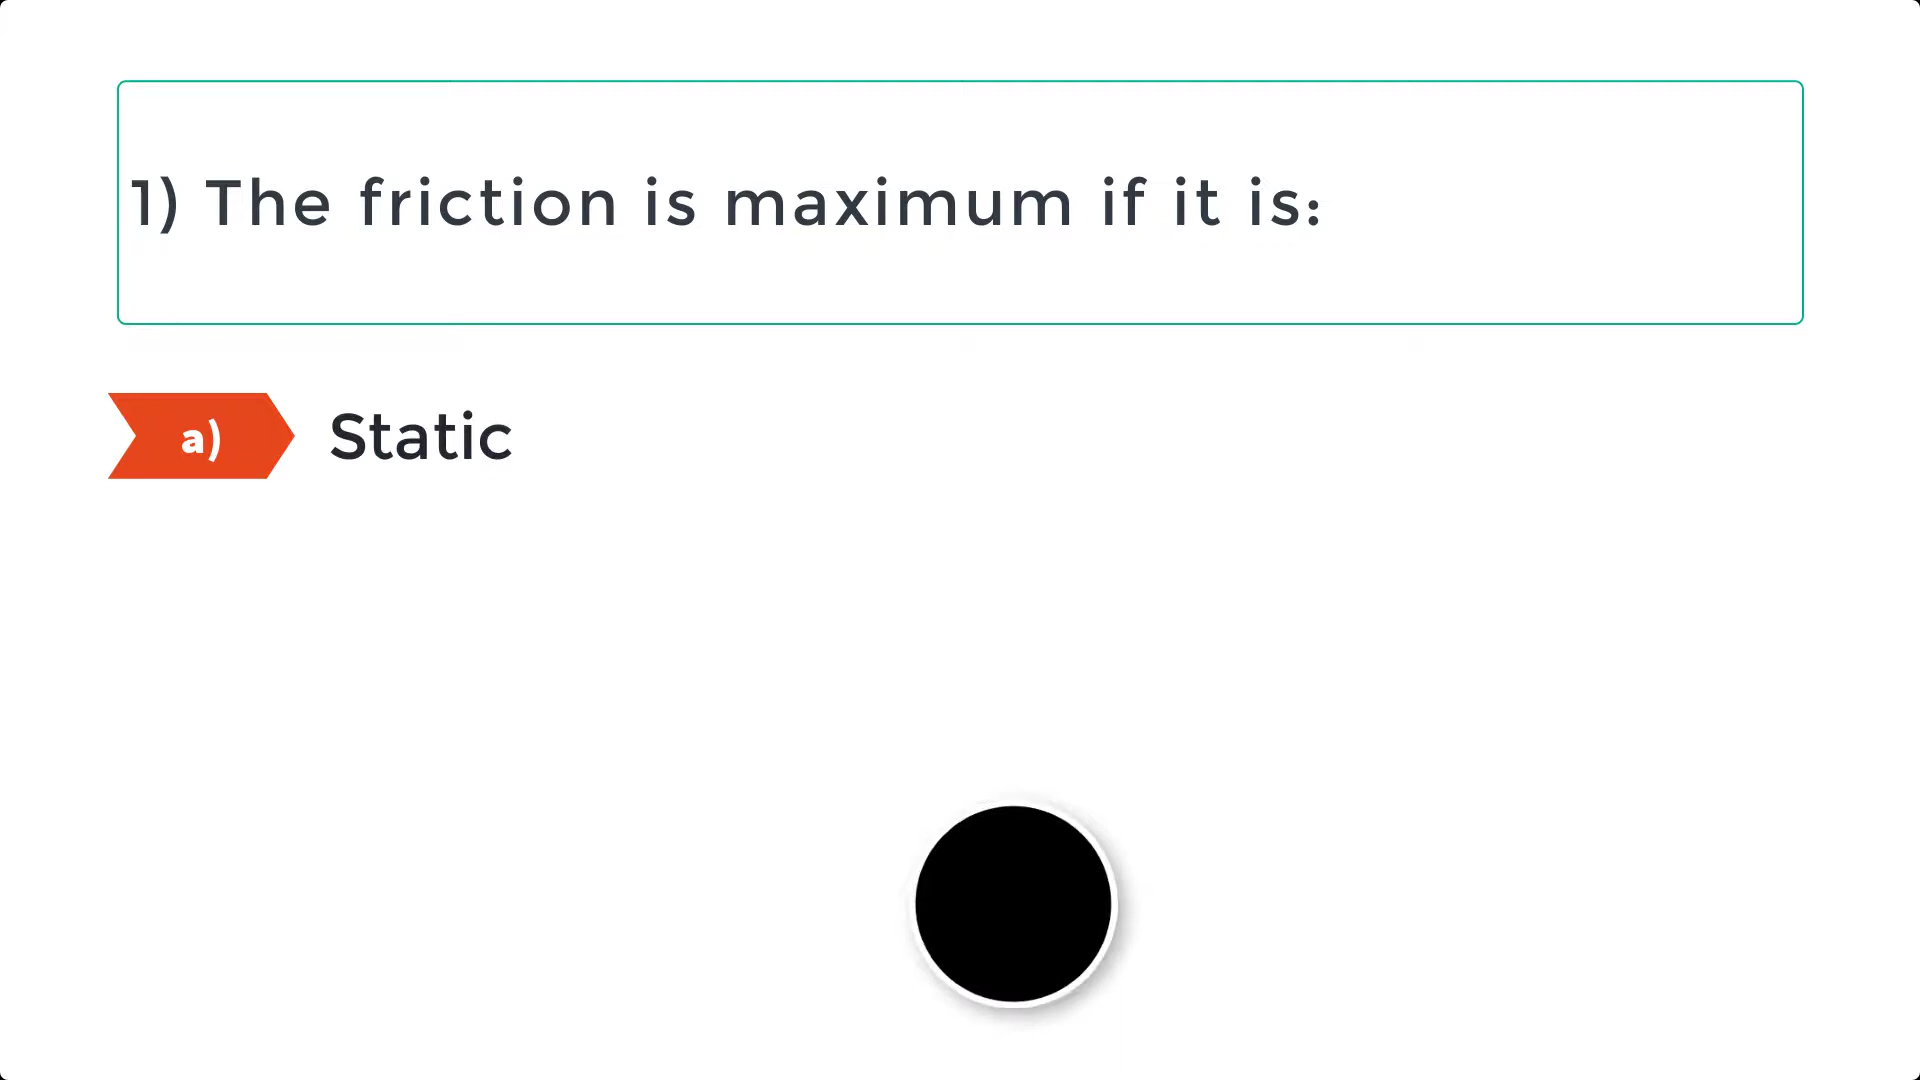 1) The friction is maximum if it is:
a) Static